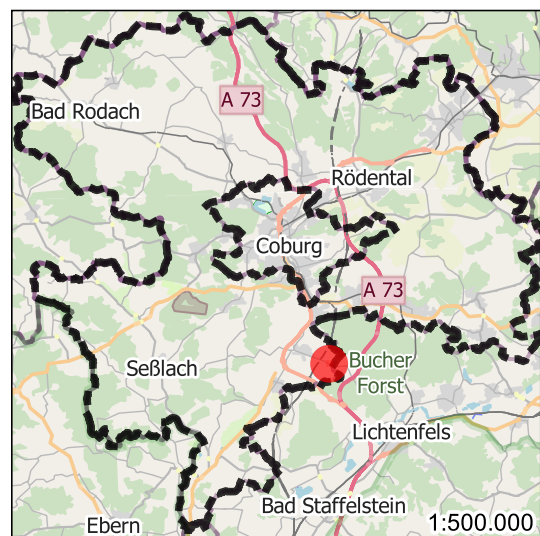 A 73
Bad Rodach
Rödental
Coburg
A 73
Bucher
Forst
Seßlach
Lichtenfels
Bad Staffelstein
Ebern
1:500.000